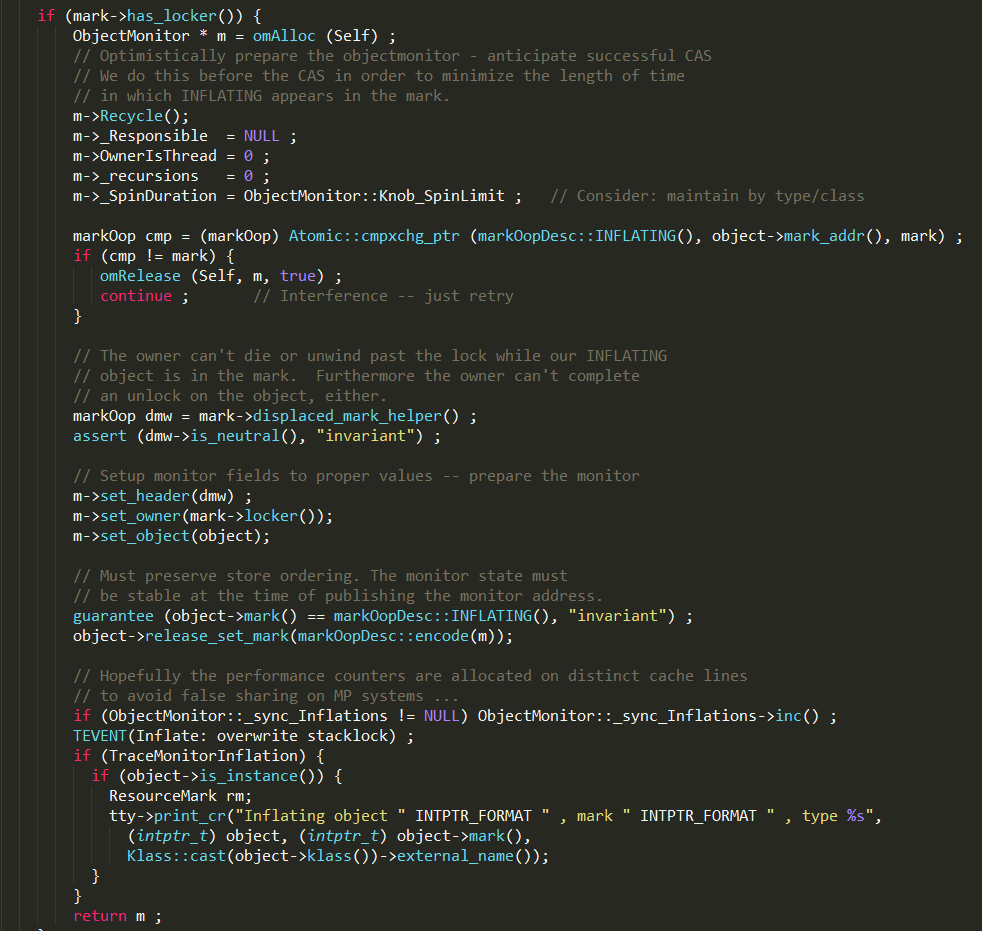 if (mark->has_locker()) {
ObjectMonitor * m = omAlloc (Self) ;
// Optimistically prepare the objectmonitor - anticipate successful CAS
// We do this before the CAS in order to minimize the length of time
// in which INFLATING appears in the mark.
m->Recycle();
m->_Responsible  = NULL ;
m->OwnerIsThread = 0 ;
m->_recursions   = 0 ;
m->_SpinDuration = ObjectMonitor::Knob_SpinLimit ;   // Consider: maintain by type/class
markOop cmp = (markOop) Atomic::cmpxchg_ptr (markOopDesc::INFLATING(), object->mark_addr(), mark) ;
if (cmp != mark) {
omRelease (Self, m, true) ;
continue ;       // Interference -- just retry
}
// The owner can't die or unwind past the lock while our INFLATING
// object is in the mark.  Furthermore the owner can't complete
// an unlock on the object, either.
markOop dmw = mark->displaced_mark_helper() ;
assert (dmw->is_neutral(), "invariant") ;
// Setup monitor fields to proper values -- prepare the monitor
m->set_header(dmw) ;
m->set_owner(mark->locker());
m->set_object(object);
// Must preserve store ordering. The monitor state must
// be stable at the time of publishing the monitor address.
guarantee (object->mark() == markOopDesc::INFLATING(), "invariant") ;
object->release_set_mark(markOopDesc::encode(m));
// Hopefully the performance counters are allocated on distinct cache lines
// to avoid false sharing on MP systems ...
if (ObjectMonitor::_sync_Inflations != NULL) ObjectMonitor::_sync_Inflations->inc() ;
TEVENT(Inflate: overwrite stacklock) ;
if (TraceMonitorInflation) {
if (object->is_instance()) {
ResourceMark rm;
tty->print_cr("Inflating object " INTPTR_FORMAT " , mark " INTPTR_FORMAT " , type %s",
(intptr_t) object, (intptr_t) object->mark(),
Klass::cast(object->klass())->external_name());
}
}
return m ;